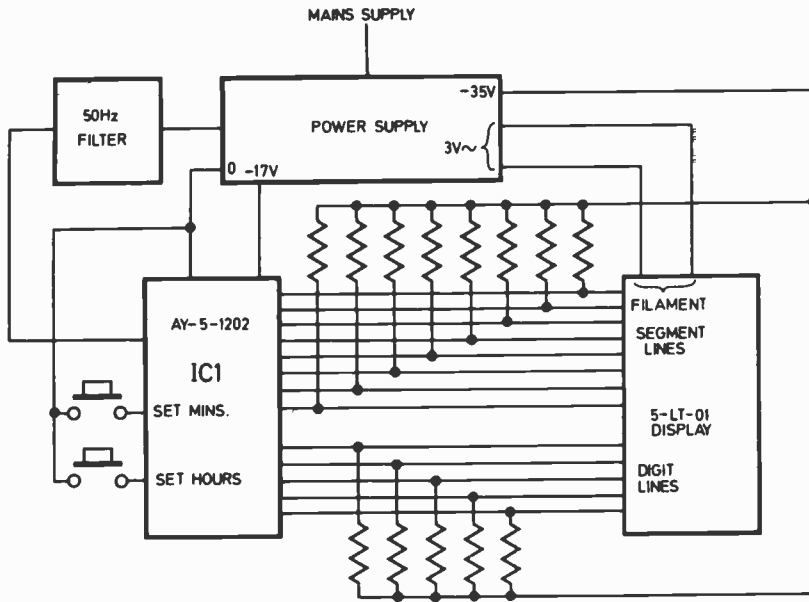 MAINS SUPPLY
50Hz
FILTER
POWER SUPPLY
-35V
3V~
0
-17V
AY-5-1202
IC1
SET MINS.
SET HOURS
FILAMENT
SEGMENT
LINES
5-LT-01
DISPLAY
DIGIT
LINES